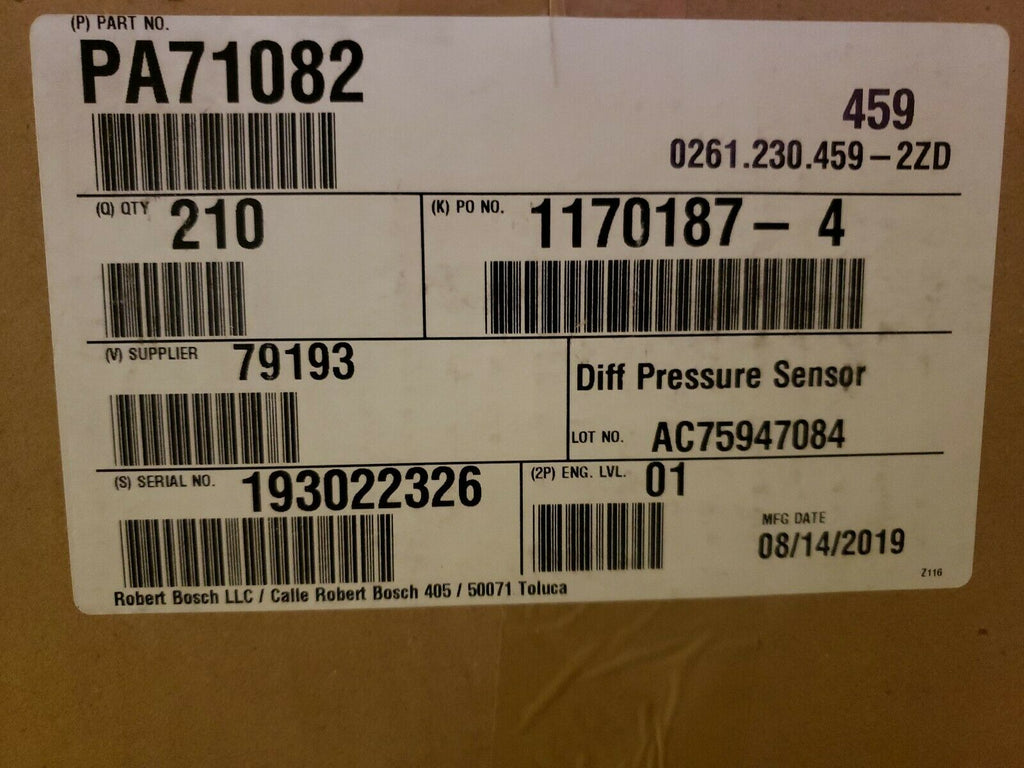 (P) PART NO.
PA71082
459
0261.230.459-2ZD
(Q) QTY 210
(K) PO NO. 1170187- 4
(V) SUPPLIER 79193
Diff Pressure Sensor
LOT NO. AC75947084
(S) SERIAL NO. 193022326
(2P) ENG. LVL. 01
MFG DATE
08/14/2019
Z116
Robert Bosch LLC / Calle Robert Bosch 405 / 50071 Toluca